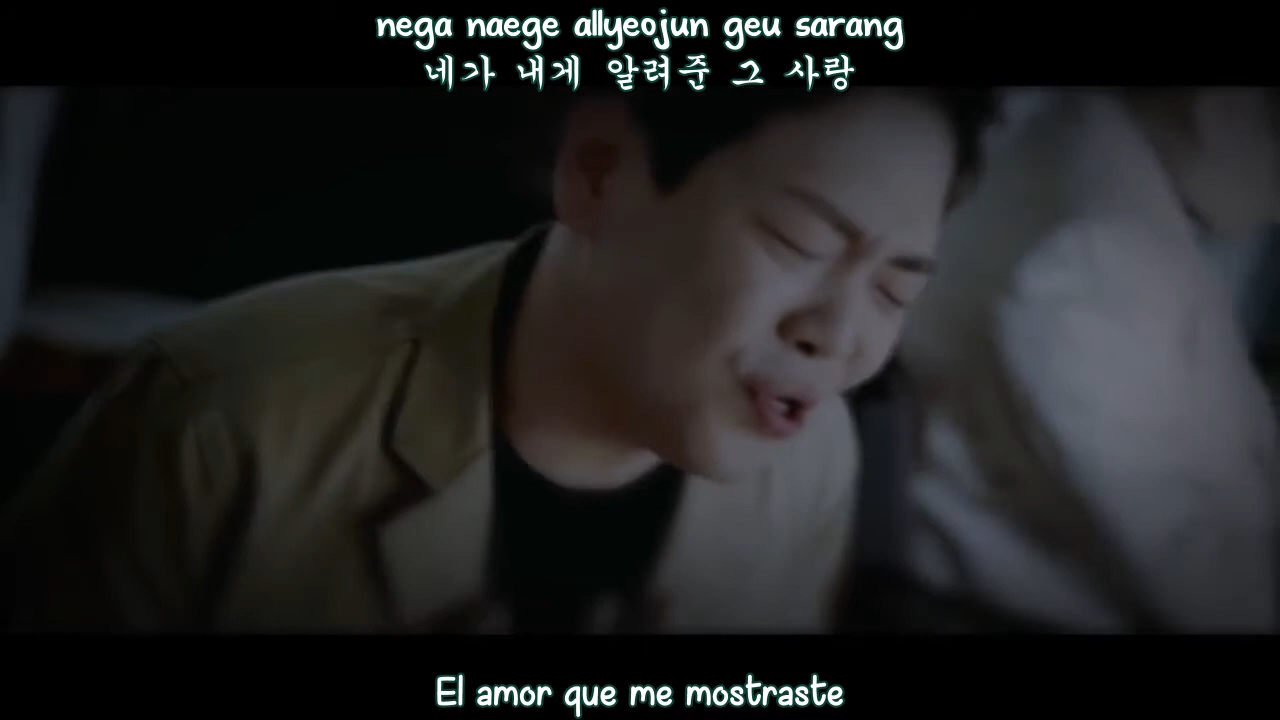 nega naege allyeojun geu sarang
네가 내게 알려준 그 사랑
El amor que me mostraste